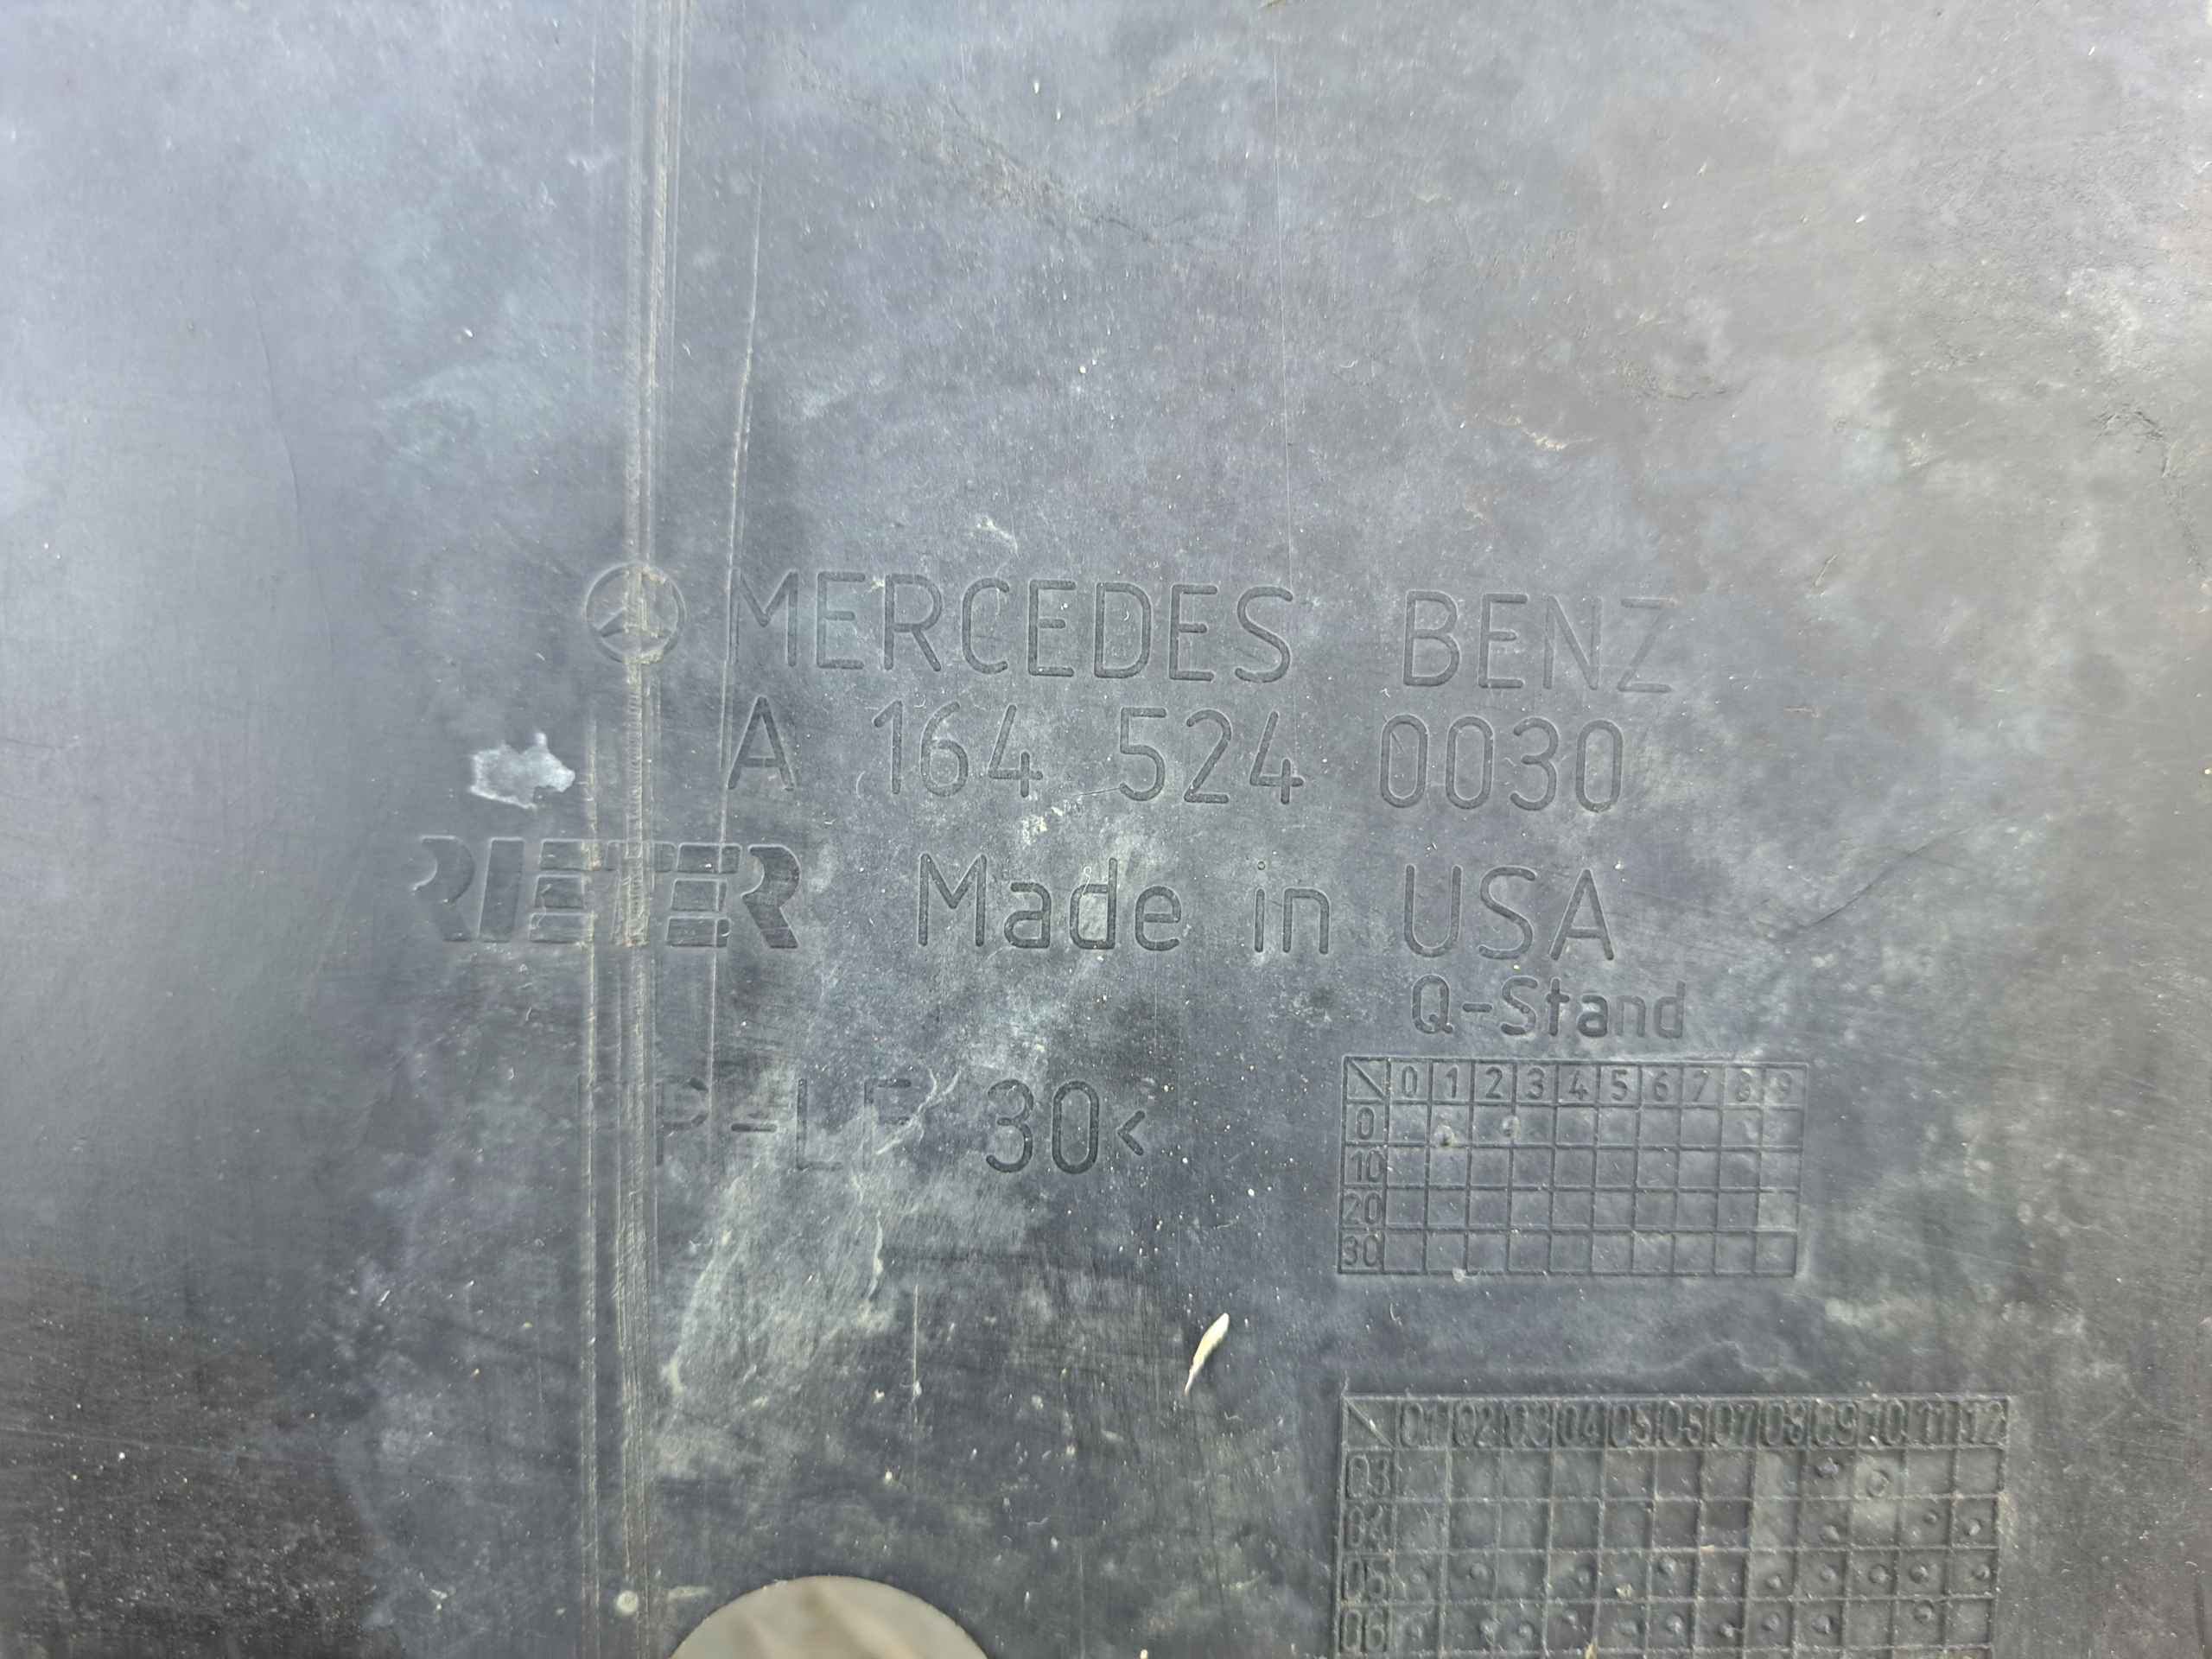 MERCEDES BENZ
A 164 524 0030
RIETER Made in USA
Q-Stand
30<
0 1 2 3 4 5 6 7 8 9
0
10
20
30
01 02 03 04 05 06 07 08 09 10 11 12
03
04
05
06